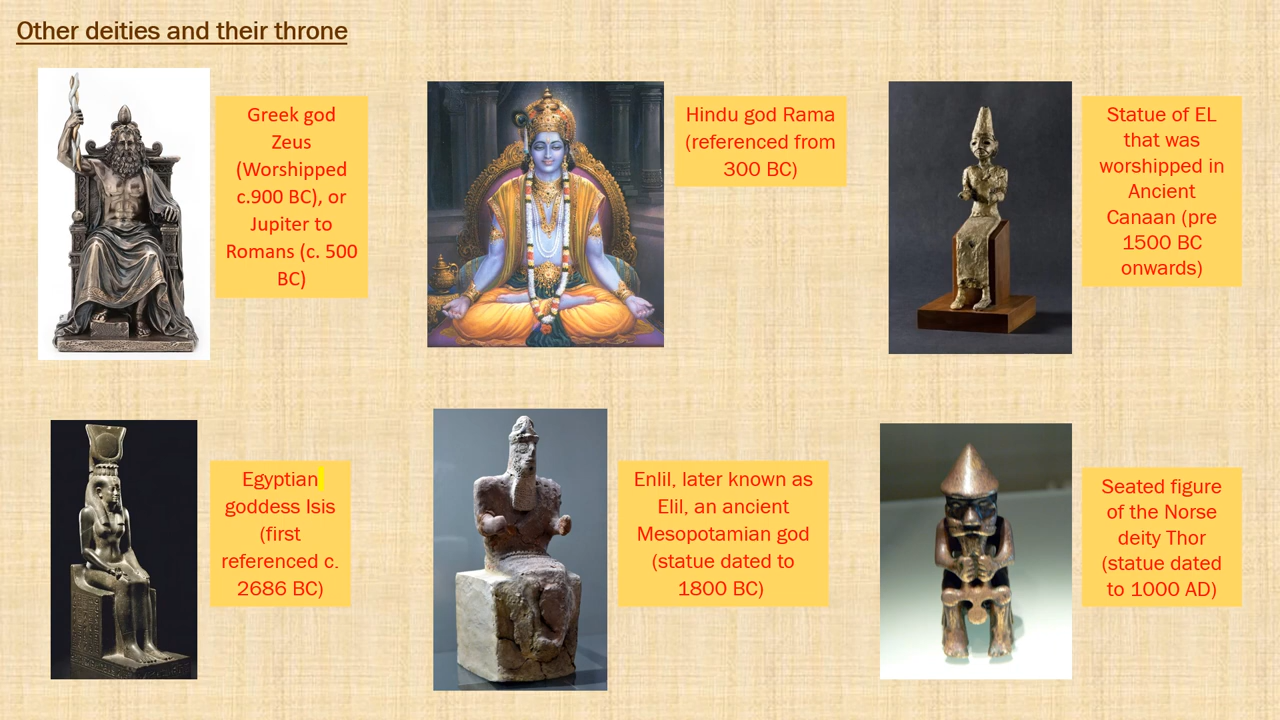 Other deities and their throne
Greek god
Zeus
(Worshipped
c.900 BC), or
Jupiter to
Romans (c. 500
BC)
Hindu god Rama
(referenced from
300 BC)
Statue of EL
that was
worshipped in
Ancient
Canaan (pre
1500 BC
onwards)
Egyptian
goddess Isis
(first
referenced c.
2686 BC)
Enlil, later known as
Elil, an ancient
Mesopotamian god
(statue dated to
1800 BC)
Seated figure
of the Norse
deity Thor
(statue dated
to 1000 AD)